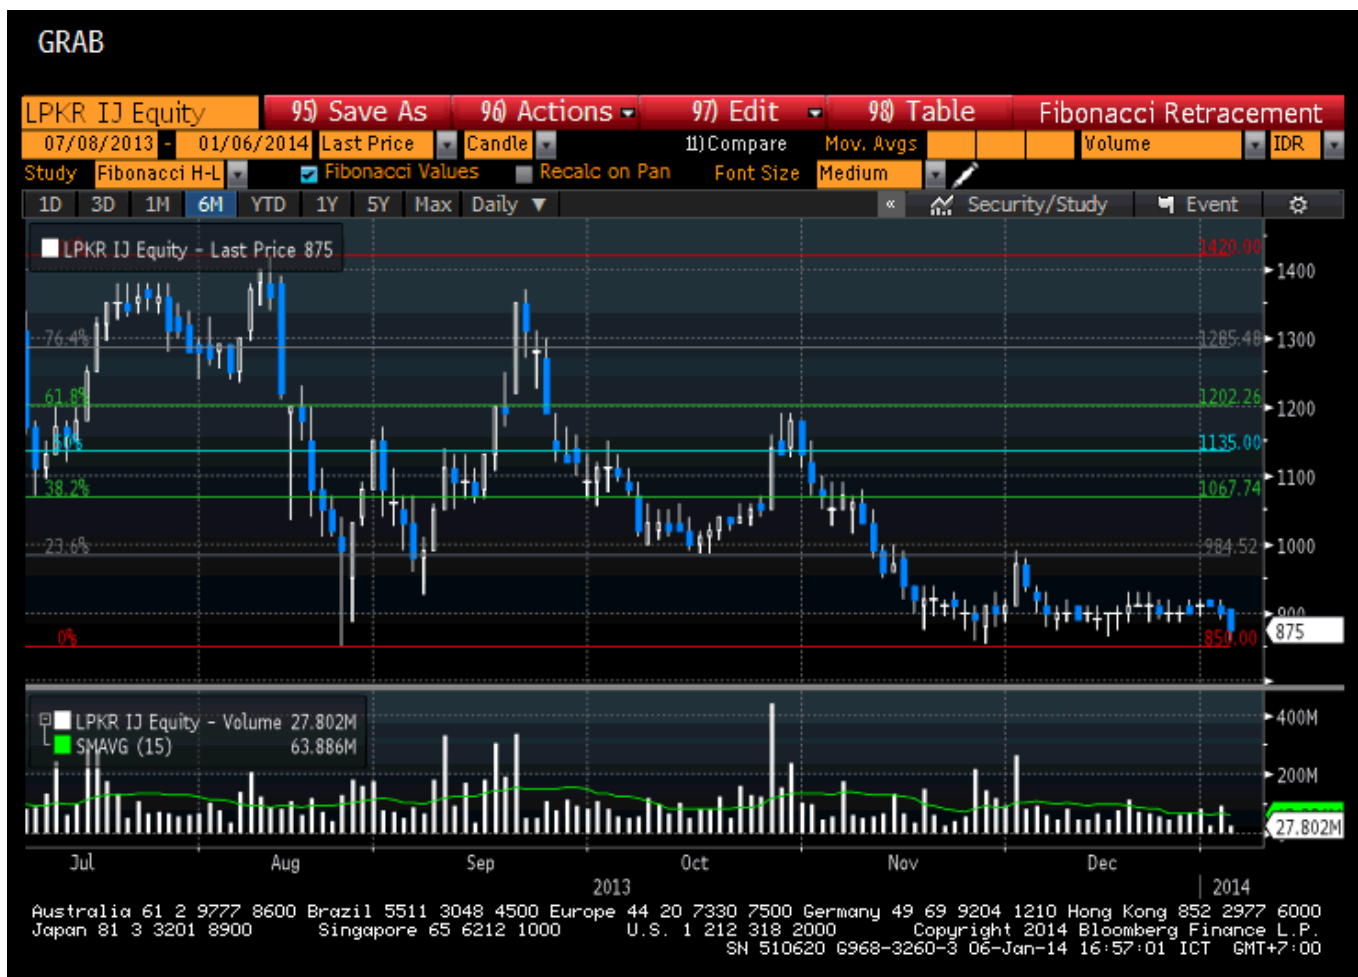 GRAB
LPKR IJ Equity 95) Save As 96) Actions 97) Edit 98) Table Fibonacci Retracement
07/08/2013 - 01/06/2014 Last Price Candle 11) Compare Mov. Avgs Volume IDR
Study Fibonacci H-L Fibonacci Values Recalc on Pan Font Size Medium
1D 3D 1M 6M YTD 1Y 5Y Max Daily ▼ « Security/Study Event
LPKR IJ Equity - Last Price 875
1420.00
1400
76.4% 1285.48 1300
61.8% 1202.26 1200
50% 1135.00
1100
38.2% 1067.74
23.6% 984.52 1000
900
0% 850.00 875
LPKR IJ Equity - Volume 27.802M
SMAVG (15) 63.886M
400M
200M
27.802M
Jul Aug Sep Oct Nov Dec
2013 2014
Australia 61 2 9777 8600 Brazil 5511 3048 4500 Europe 44 20 7330 7500 Germany 49 69 9204 1210 Hong Kong 852 2977 6000
Japan 81 3 3201 8900 Singapore 65 6212 1000 U.S. 1 212 318 2000 Copyright 2014 Bloomberg Finance L.P.
SN 510620 G968-3260-3 06-Jan-14 16:57:01 ICT GMT+7:00